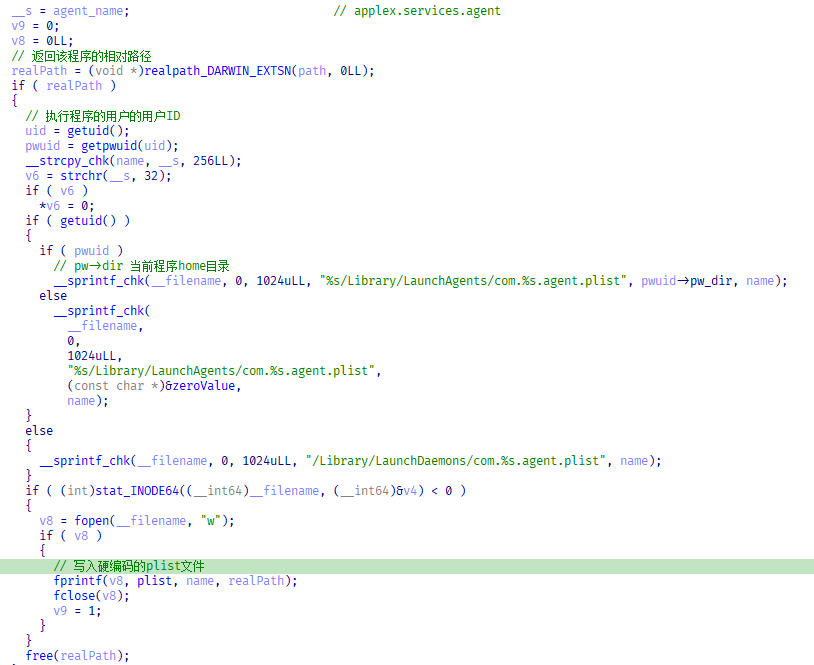 __s = agent_name;                             // applex.services.agent
v9 = 0;
v8 = 0LL;
// 返回该程序的相对路径
realPath = (void *)realpath_DARWIN_EXTSN(path, 0LL);
if ( realPath )
{
  // 执行程序的用户的用户ID
  uid = getuid();
  pwuid = getpwuid(uid);
  __strcpy_chk(name, __s, 256LL);
  v6 = strchr(__s, 32);
  if ( v6 )
    *v6 = 0;
  if ( getuid() )
  {
    if ( pwuid )
      // pw->dir 当前程序home目录
      __sprintf_chk(__filename, 0, 1024uLL, "%s/Library/LaunchAgents/com.%s.agent.plist", pwuid->pw_dir, name);
    else
      __sprintf_chk(
        __filename,
        0,
        1024uLL,
        "%s/Library/LaunchAgents/com.%s.agent.plist",
        (const char *)&zeroValue,
        name);
  }
  else
  {
    __sprintf_chk(__filename, 0, 1024uLL, "/Library/LaunchDaemons/com.%s.agent.plist", name);
  }
  if ( (int)stat_INODE64((__int64)__filename, (__int64)&v4) < 0 )
  {
    v8 = fopen(__filename, "w");
    if ( v8 )
    {
      // 写入硬编码的plist文件
      fprintf(v8, plist, name, realPath);
      fclose(v8);
      v9 = 1;
    }
  }
  free(realPath);